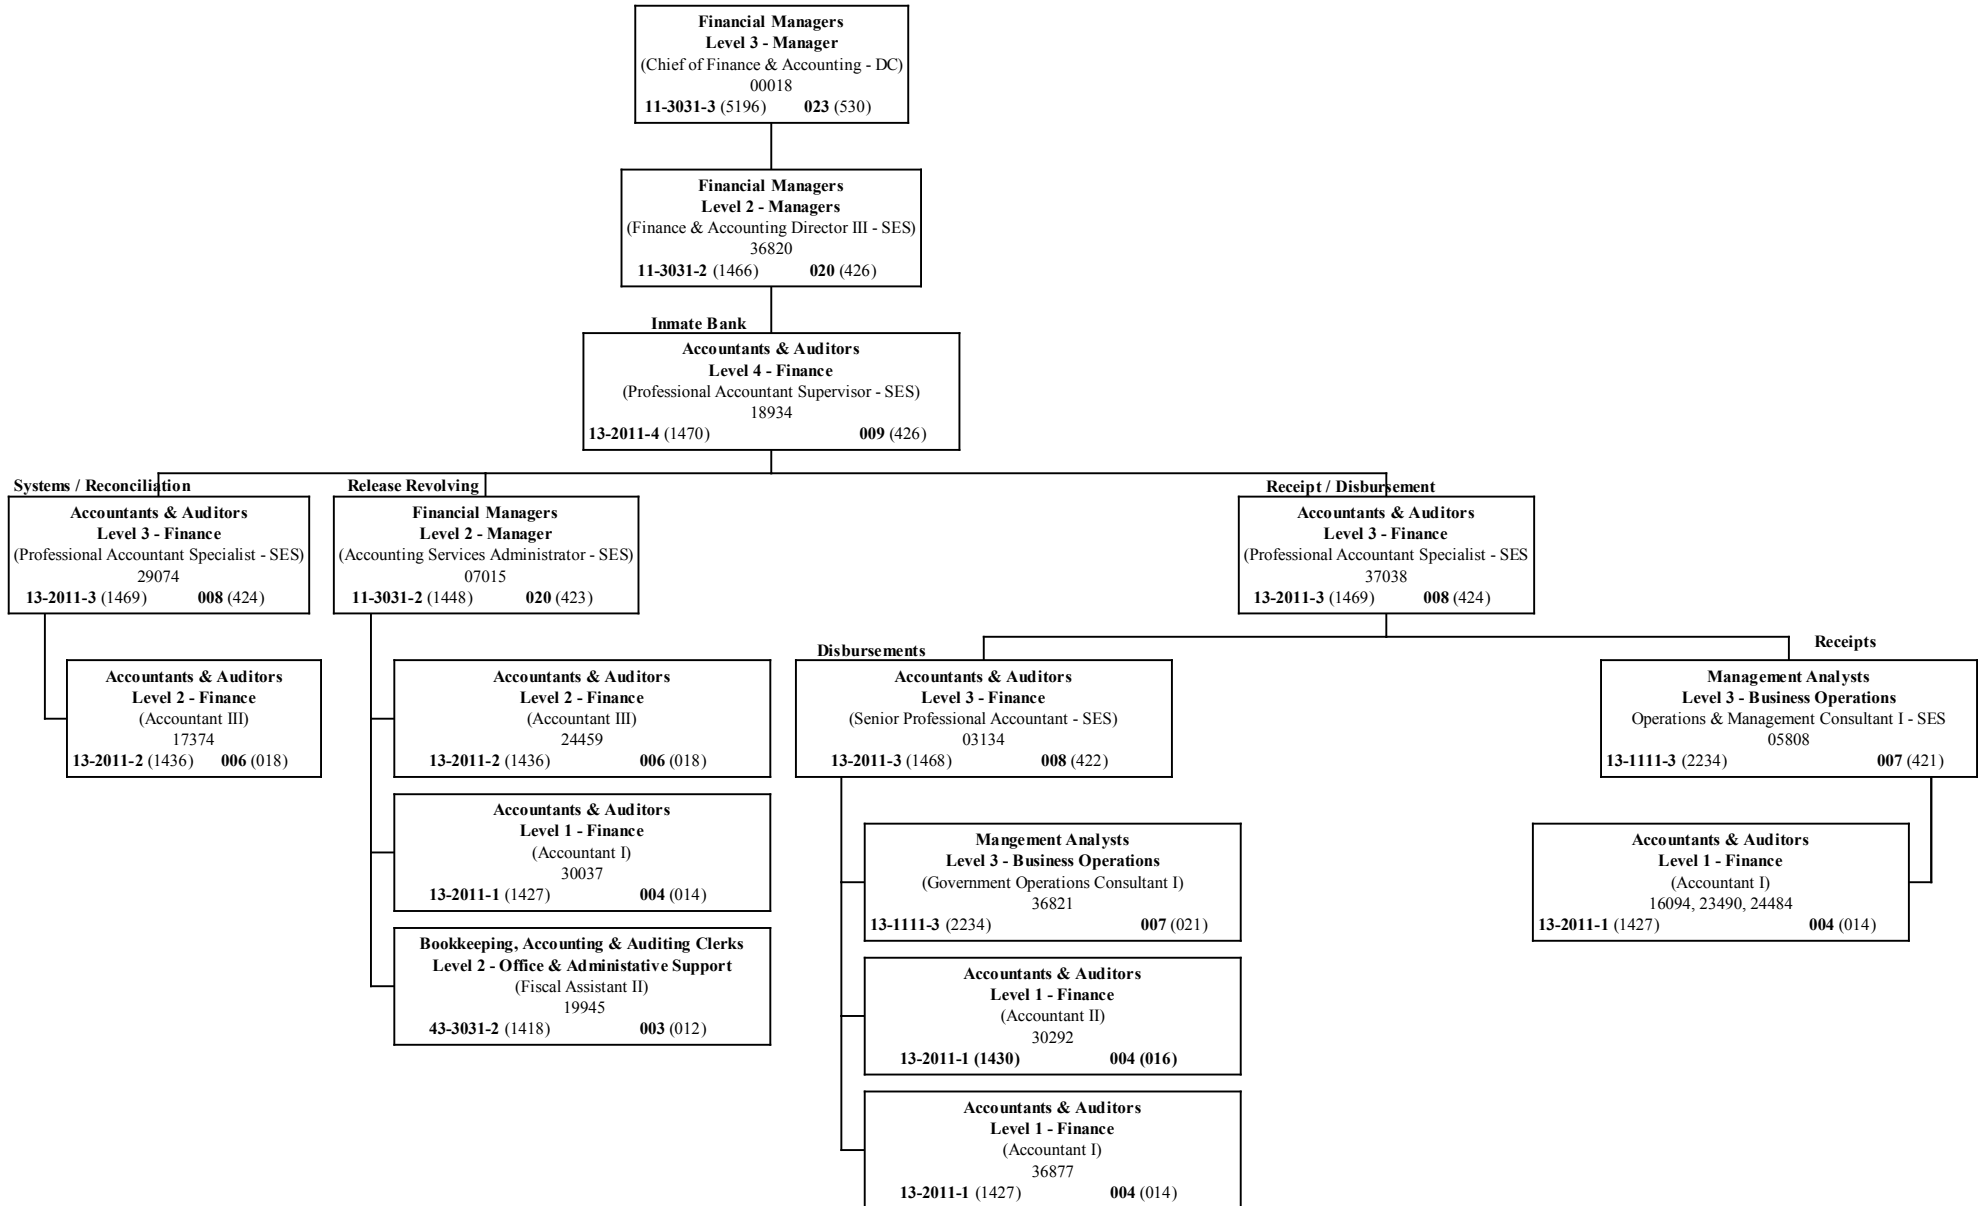 Financial Managers
Level 3 - Manager
(Chief of Finance & Accounting - DC)
00018
11-3031-3 (5196) 023 (530)
Financial Managers
Level 2 - Managers
(Finance & Accounting Director III - SES)
36820
11-3031-2 (1466) 020 (426)
Inmate Bank
Accountants & Auditors
Level 4 - Finance
(Professional Accountant Supervisor - SES)
18934
13-2011-4 (1470) 009 (426)
Systems / Reconciliation
Accountants & Auditors
Level 3 - Finance
(Professional Accountant Specialist - SES)
29074
13-2011-3 (1469) 008 (424)
Accountants & Auditors
Level 2 - Finance
(Accountant III)
17374
13-2011-2 (1436) 006 (018)
Release Revolving
Financial Managers
Level 2 - Manager
(Accounting Services Administrator - SES)
07015
11-3031-2 (1448) 020 (423)
Accountants & Auditors
Level 2 - Finance
(Accountant III)
24459
13-2011-2 (1436) 006 (018)
Accountants & Auditors
Level 1 - Finance
(Accountant I)
30037
13-2011-1 (1427) 004 (014)
Bookkeeping, Accounting & Auditing Clerks
Level 2 - Office & Administative Support
(Fiscal Assistant II)
19945
43-3031-2 (1418) 003 (012)
Receipt / Disbursement
Accountants & Auditors
Level 3 - Finance
(Professional Accountant Specialist - SES
37038
13-2011-3 (1469) 008 (424)
Disbursements
Accountants & Auditors
Level 3 - Finance
(Senior Professional Accountant - SES)
03134
13-2011-3 (1468) 008 (422)
Mangement Analysts
Level 3 - Business Operations
(Government Operations Consultant I)
36821
13-1111-3 (2234) 007 (021)
Accountants & Auditors
Level 1 - Finance
(Accountant II)
30292
13-2011-1 (1430) 004 (016)
Accountants & Auditors
Level 1 - Finance
(Accountant I)
36877
13-2011-1 (1427) 004 (014)
Receipts
Management Analysts
Level 3 - Business Operations
Operations & Management Consultant I - SES
05808
13-1111-3 (2234) 007 (421)
Accountants & Auditors
Level 1 - Finance
(Accountant I)
16094, 23490, 24484
13-2011-1 (1427) 004 (014)